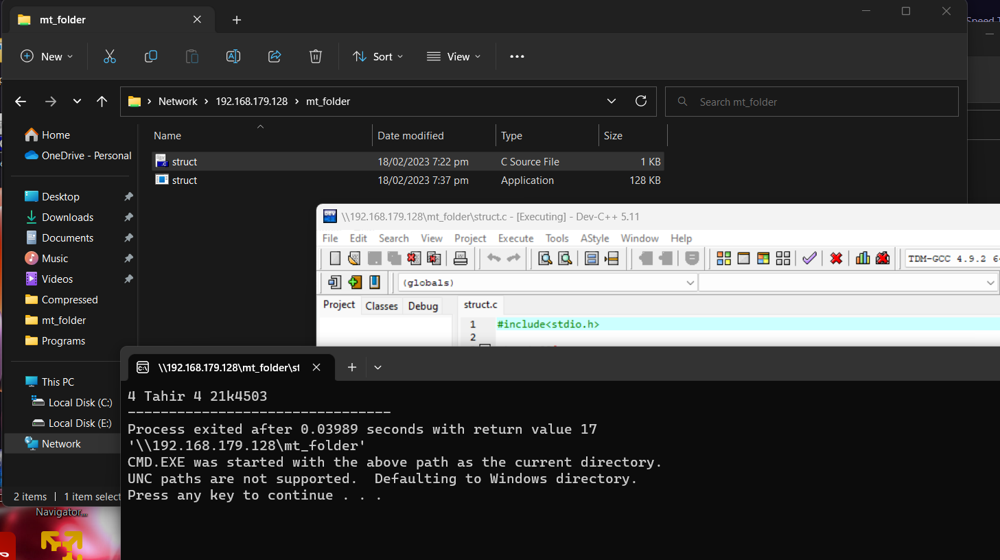 mt_folder
Speed T
New
Sort
View
Network
192.168.179.128
mt_folder
Search mt_folder
Home
OneDrive - Personal
Desktop
Downloads
Documents
Music
Videos
Compressed
mt_folder
Programs
This PC
Local Disk (C:)
Local Disk (E:)
Network
2 items
1 item select
Name
Date modified
Type
Size
struct 18/02/2023 7:22 pm C Source File 1 KB
struct 18/02/2023 7:37 pm Application 128 KB
\\192.168.179.128\mt_folder\struct.c - [Executing] - Dev-C++ 5.11
File Edit Search View Project Execute Tools AStyle Window Help
TDM-GCC 4.9.2 6
(globals)
Project Classes Debug
struct.c
1 #include<stdio.h>
2
\\192.168.179.128\mt_folder\st
4 Tahir 4 21k4503
--------------------------------
Process exited after 0.03989 seconds with return value 17
'\\192.168.179.128\mt_folder'
CMD.EXE was started with the above path as the current directory.
UNC paths are not supported.  Defaulting to Windows directory.
Press any key to continue . . .
Navigator...